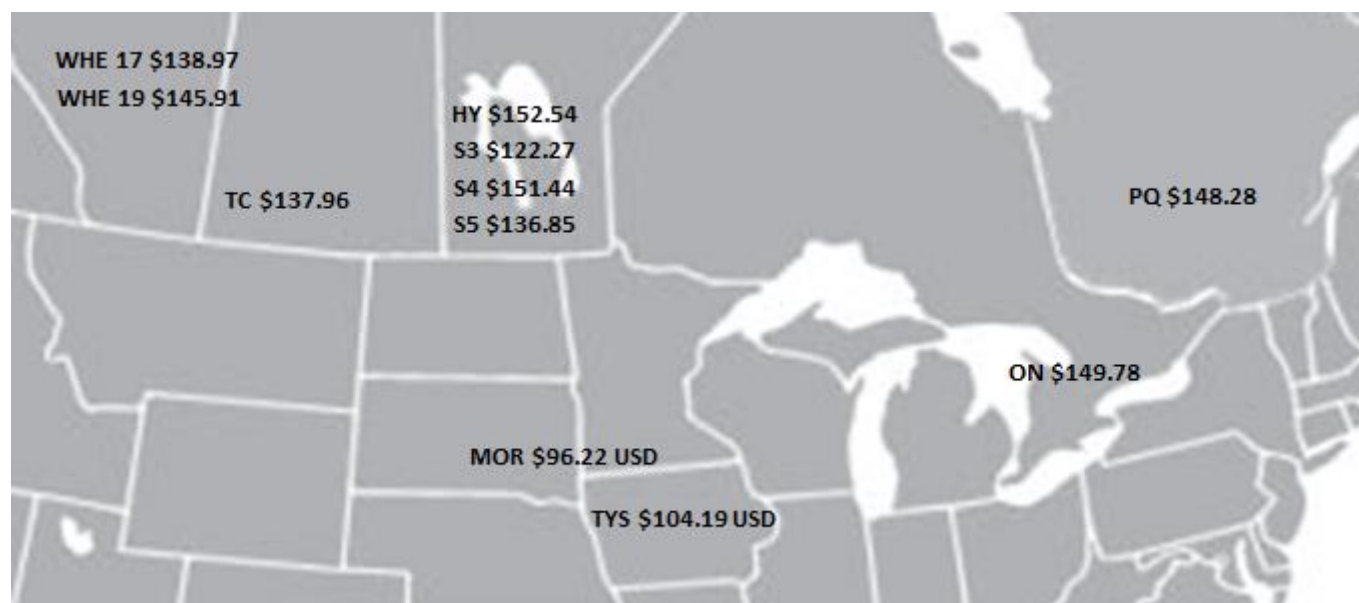 WHE 17 $138.97
WHE 19 $145.91
HY $152.54
S3 $122.27
S4 $151.44
S5 $136.85
TC $137.96
PQ $148.28
ON $149.78
MOR $96.22 USD
TYS $104.19 USD